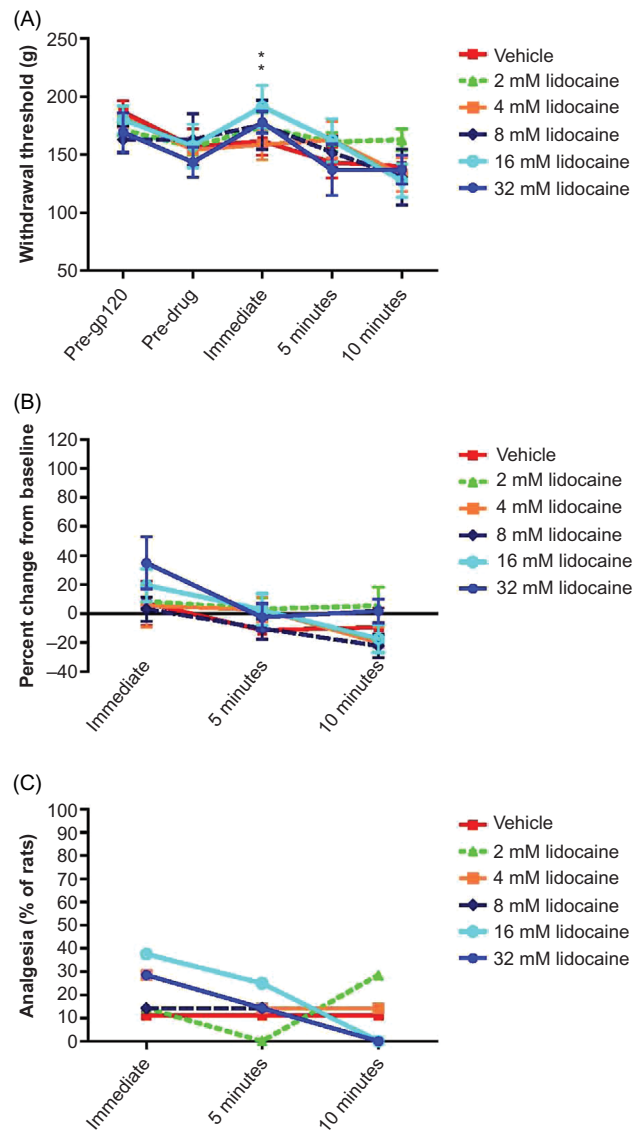 (A)
Withdrawal threshold (g)
250
200
150
100
50
*
*
Pre-gp120
Pre-drug
Immediate
5 minutes
10 minutes
Vehicle
2 mM lidocaine
4 mM lidocaine
8 mM lidocaine
16 mM lidocaine
32 mM lidocaine
(B)
Percent change from baseline
120
100
80
60
40
20
0
–20
–40
Immediate
5 minutes
10 minutes
Vehicle
2 mM lidocaine
4 mM lidocaine
8 mM lidocaine
16 mM lidocaine
32 mM lidocaine
(C)
Analgesia (% of rats)
100
90
80
70
60
50
40
30
20
10
0
Immediate
5 minutes
10 minutes
Vehicle
2 mM lidocaine
4 mM lidocaine
8 mM lidocaine
16 mM lidocaine
32 mM lidocaine